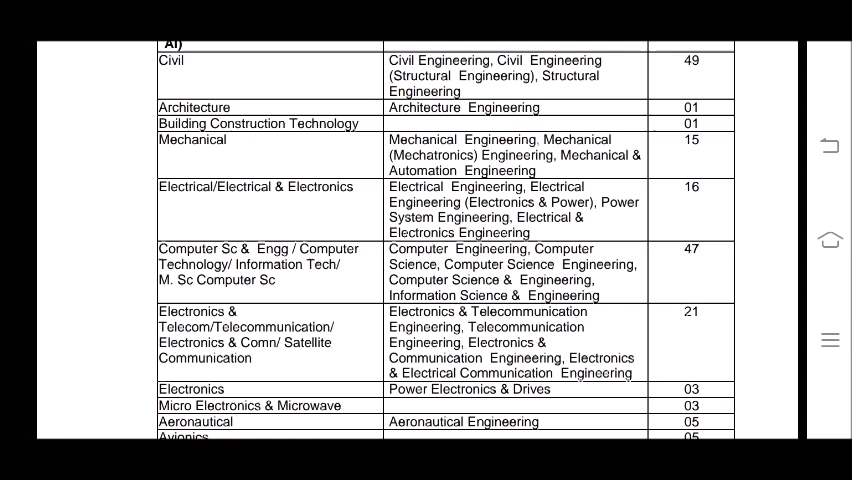 AI)
Civil Civil Engineering, Civil Engineering 49
(Structural Engineering), Structural
Engineering
Architecture Architecture Engineering 01
Building Construction Technology 01
Mechanical Mechanical Engineering, Mechanical 15
(Mechatronics) Engineering, Mechanical &
Automation Engineering
Electrical/Electrical & Electronics Electrical Engineering, Electrical 16
Engineering (Electronics & Power), Power
System Engineering, Electrical &
Electronics Engineering
Computer Sc & Engg / Computer Computer Engineering, Computer 47
Technology/ Information Tech/ Science, Computer Science Engineering,
M. Sc Computer Sc Computer Science & Engineering,
Information Science & Engineering
Electronics & Electronics & Telecommunication 21
Telecom/Telecommunication/ Engineering, Telecommunication
Electronics & Comn/ Satellite Engineering, Electronics &
Communication Communication Engineering, Electronics
& Electrical Communication Engineering
Electronics Power Electronics & Drives 03
Micro Electronics & Microwave 03
Aeronautical Aeronautical Engineering 05
Avionics 05